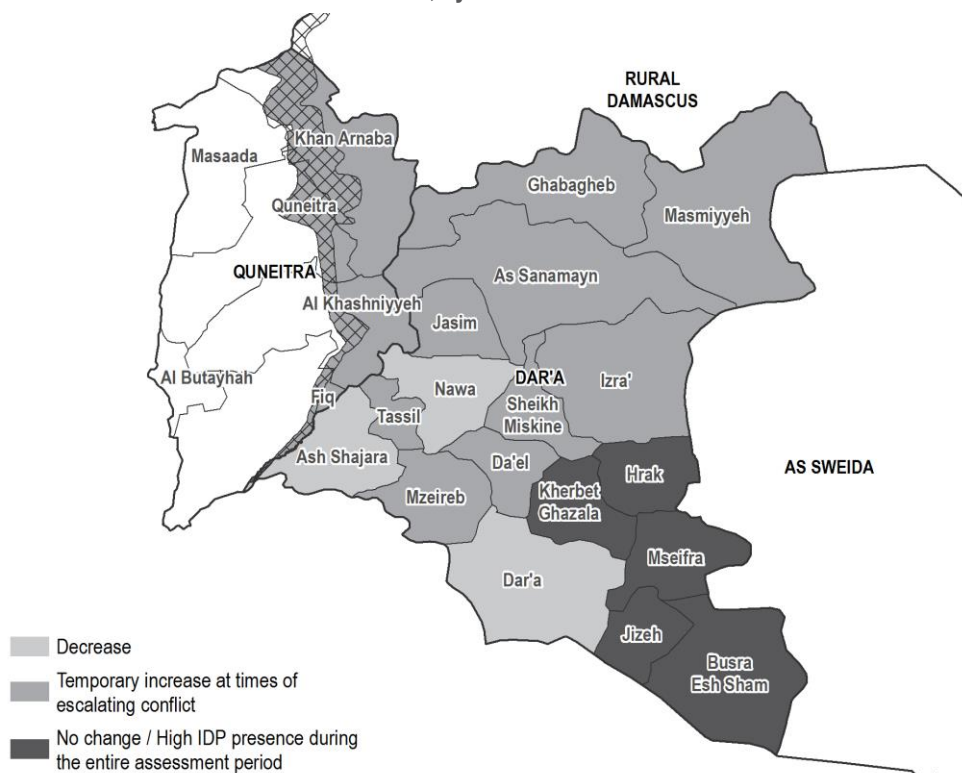 RURAL
DAMASCUS
Khan Arnaba
Masaada
Ghabagheb
Quneitra
Masmiyyeh
QUNEITRA
As Sanamayn
Al Khashniyyeh
Jasim
Al Butayhah
DAR'A
Izra'
Nawa
Fiq
Tassil
Sheikh
Miskine
Ash Shajara
Da'el
Hrak
AS SWEIDA
Mzeireb
Kherbet
Ghazala
Mseifra
Dar'a
Jizeh
Busra
Esh Sham
Decrease
Temporary increase at times of
escalating conflict
No change / High IDP presence during
the entire assessment period